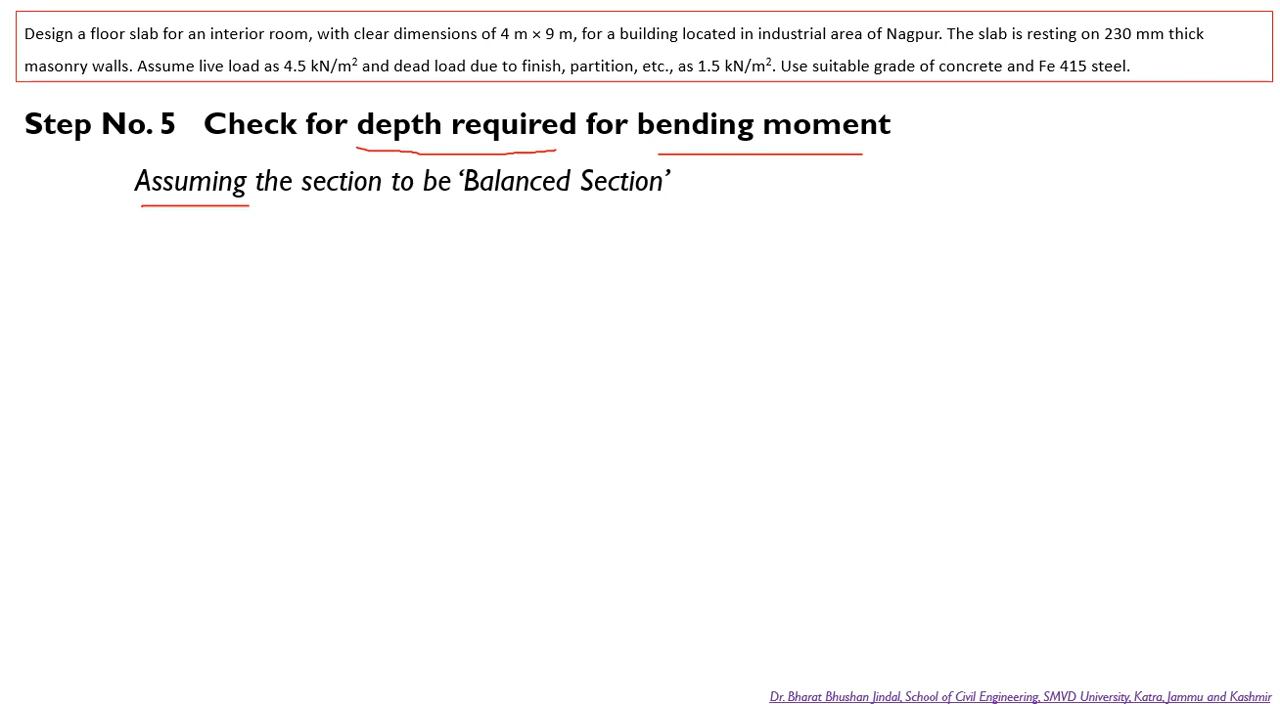 Design a floor slab for an interior room, with clear dimensions of 4 m × 9 m, for a building located in industrial area of Nagpur. The slab is resting on 230 mm thick
masonry walls. Assume live load as 4.5 kN/m² and dead load due to finish, partition, etc., as 1.5 kN/m². Use suitable grade of concrete and Fe 415 steel.
Step No. 5 Check for depth required for bending moment
Assuming the section to be ‘Balanced Section’
Dr. Bharat Bhushan Jindal, School of Civil Engineering, SMVD University, Katra, Jammu and Kashmir